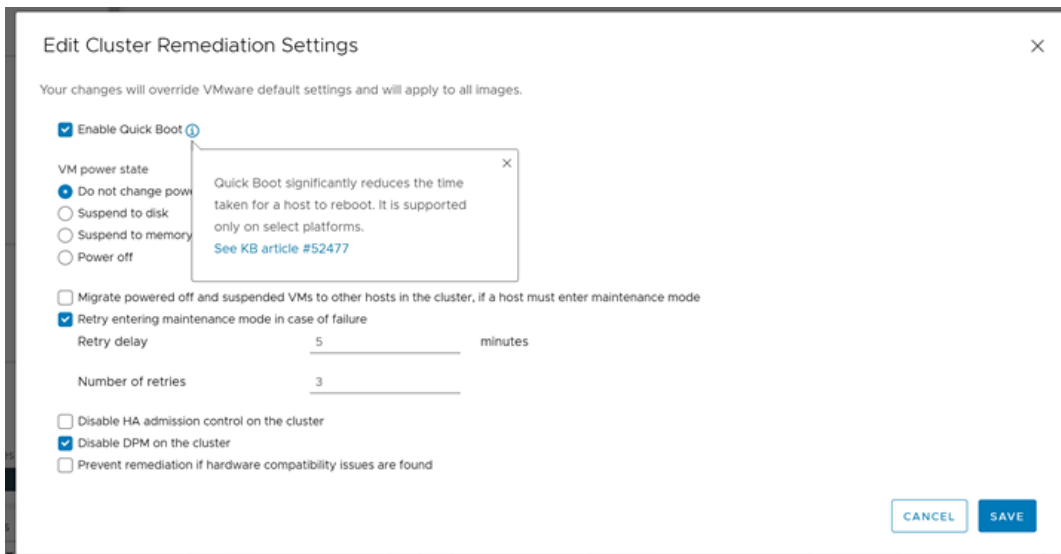 Edit Cluster Remediation Settings
Your changes will override VMware default settings and will apply to all images.
Enable Quick Boot
VM power state
Do not change pow
Suspend to disk
Suspend to memory
Power off
Quick Boot significantly reduces the time
taken for a host to reboot. It is supported
only on select platforms.
See KB article #52477
Migrate powered off and suspended VMs to other hosts in the cluster, if a host must enter maintenance mode
Retry entering maintenance mode in case of failure
Retry delay 5 minutes
Number of retries 3
Disable HA admission control on the cluster
Disable DPM on the cluster
Prevent remediation if hardware compatibility issues are found
CANCEL SAVE